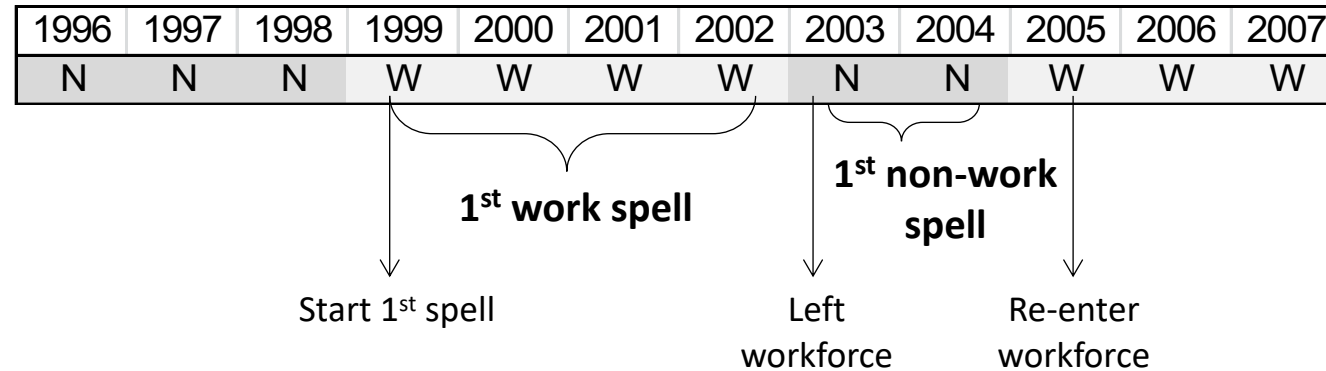 1996 1997 1998 1999 2000 2001 2002 2003 2004 2005 2006 2007
N N N W W W W N N W W W
1st work spell
1st non-work
spell
Start 1st spell
Left
workforce
Re-enter
workforce